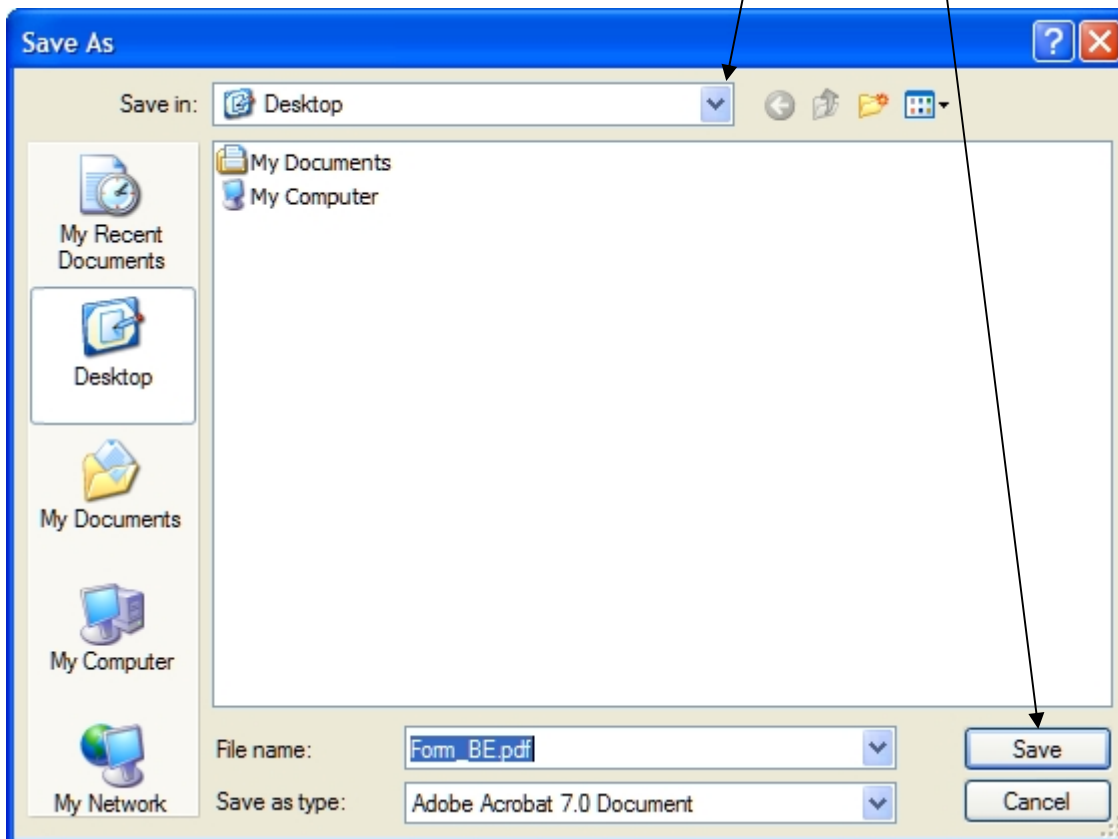 Save As
Save in:
Desktop
My Documents
My Computer
My Recent
Documents
Desktop
My Documents
My Computer
My Network
File name:
Form_BE.pdf
Save
Save as type:
Adobe Acrobat 7.0 Document
Cancel